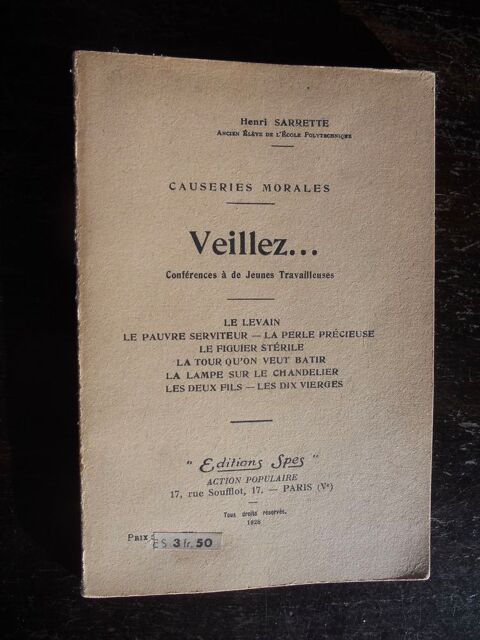 Henri SARRETTE
ANCIEN ÉLÈVE DE L'ÉCOLE POLYTECHNIQUE
CAUSERIES MORALES
Veillez...
Conférences à de Jeunes Travailleuses
LE LEVAIN
LE PAUVRE SERVITEUR — LA PERLE PRÉCIEUSE
LE FIGUIER STÉRILE
LA TOUR QU'ON VEUT BATIR
LA LAMPE SUR LE CHANDELIER
LES DEUX FILS — LES DIX VIERGES
" Editions Spes "
ACTION POPULAIRE
17, rue Soufflot, 17. — PARIS (Vᵉ)
Tous droits réservés.
1928
PRIX : ES 3 fr. 50